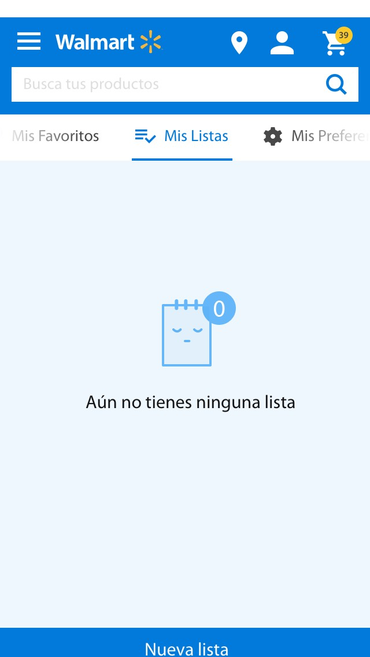 Walmart
39
Busca tus productos
Mis Favoritos Mis Listas Mis Prefere
0
Aún no tienes ninguna lista
Nueva lista